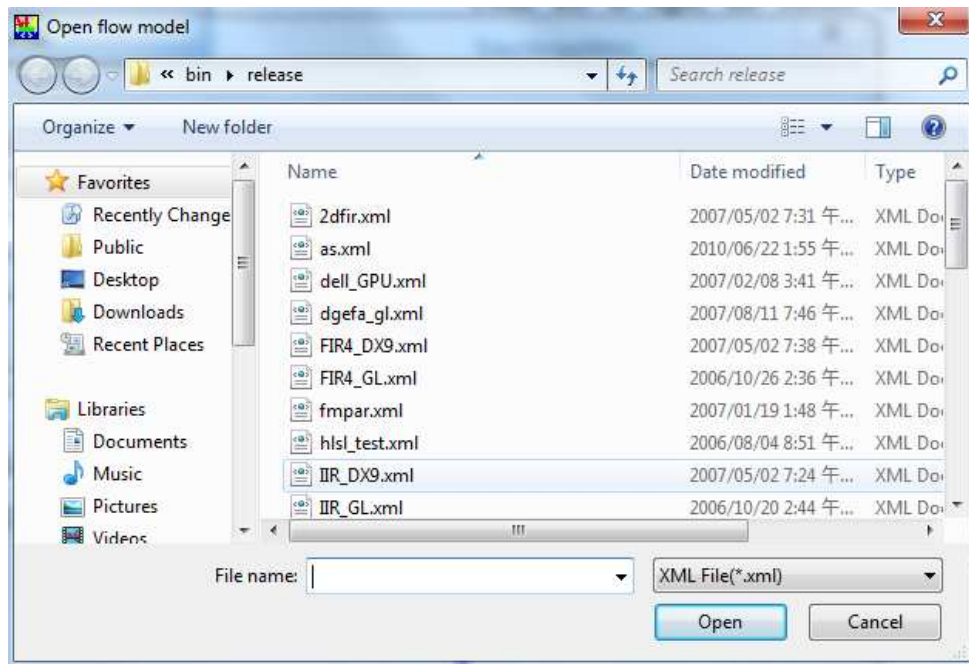 Open flow model
« bin ▸ release
Search release
Organize
New folder
Favorites
Recently Change
Public
Desktop
Downloads
Recent Places
Libraries
Documents
Music
Pictures
Videos
Name Date modified Type
2dfir.xml 2007/05/02 7:31 午... XML Do
as.xml 2010/06/22 1:55 午... XML Do
dell_GPU.xml 2007/02/08 3:41 午... XML Do
dgefa_gl.xml 2007/08/11 7:46 午... XML Do
FIR4_DX9.xml 2007/05/02 7:38 午... XML Do
FIR4_GL.xml 2006/10/26 2:36 午... XML Do
fmpar.xml 2007/01/19 1:48 午... XML Do
hlsl_test.xml 2006/08/04 8:51 午... XML Do
IIR_DX9.xml 2007/05/02 7:24 午... XML Do
IIR_GL.xml 2006/10/20 2:44 午... XML Do
File name:
XML File(*.xml)
Open
Cancel